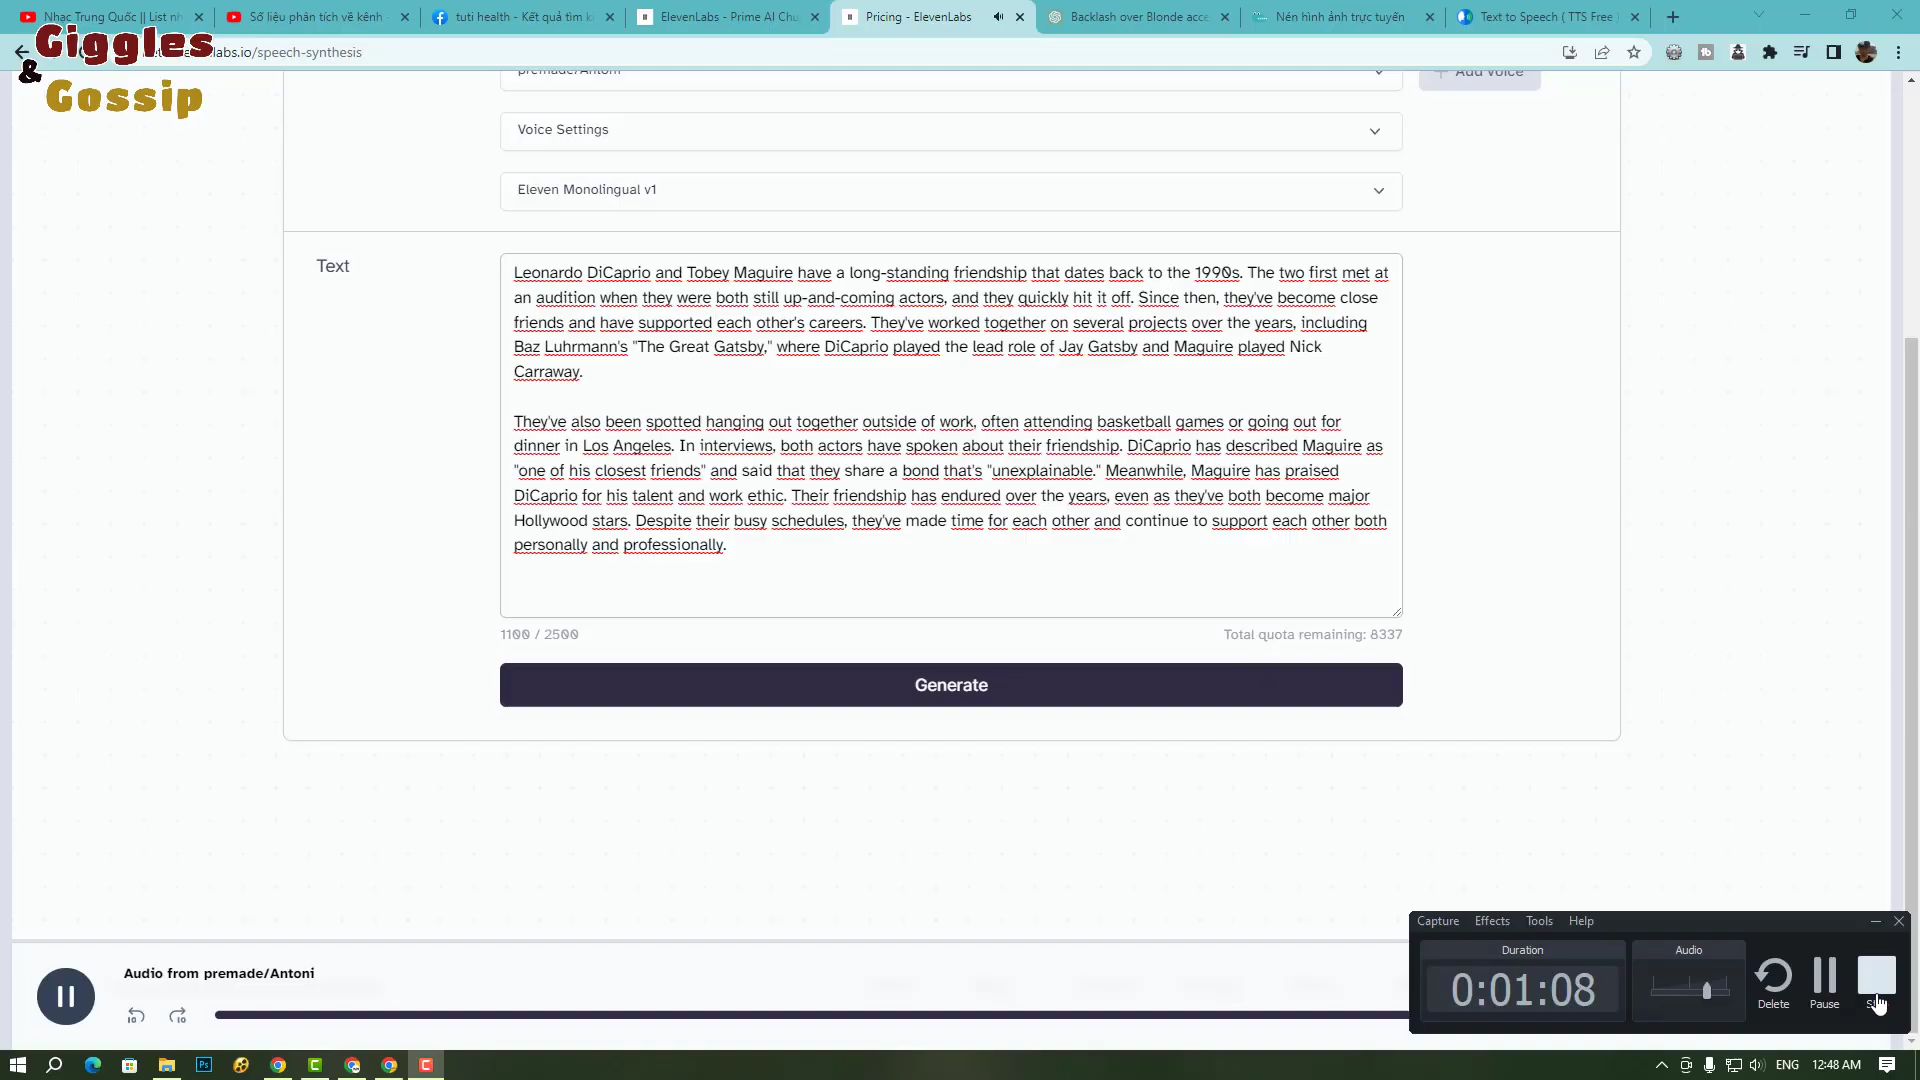 Nhạc Trung Quốc || List nh
Số liệu phân tích về kênh -
tuti health - Kết quả tìm ki
ElevenLabs - Prime AI Chu
Pricing - ElevenLabs
Backlash over Blonde acce
Nén hình ảnh trực tuyến
Text to Speech ( TTS Free
labs.io/speech-synthesis
Giggles
&
Gossip
premade/Antoni
Add Voice
Voice Settings
Eleven Monolingual v1
Text
Leonardo DiCaprio and Tobey Maguire have a long-standing friendship that dates back to the 1990s. The two first met at
an audition when they were both still up-and-coming actors, and they quickly hit it off. Since then, they've become close
friends and have supported each other's careers. They've worked together on several projects over the years, including
Baz Luhrmann's "The Great Gatsby," where DiCaprio played the lead role of Jay Gatsby and Maguire played Nick
Carraway.
They've also been spotted hanging out together outside of work, often attending basketball games or going out for
dinner in Los Angeles. In interviews, both actors have spoken about their friendship. DiCaprio has described Maguire as
"one of his closest friends" and said that they share a bond that's "unexplainable." Meanwhile, Maguire has praised
DiCaprio for his talent and work ethic. Their friendship has endured over the years, even as they've both become major
Hollywood stars. Despite their busy schedules, they've made time for each other and continue to support each other both
personally and professionally.
1100 / 2500
Total quota remaining: 8337
Generate
Capture Effects Tools Help
Duration
Audio
0:01:08
Delete
Pause
Audio from premade/Antoni
10
10
ENG
12:48 AM